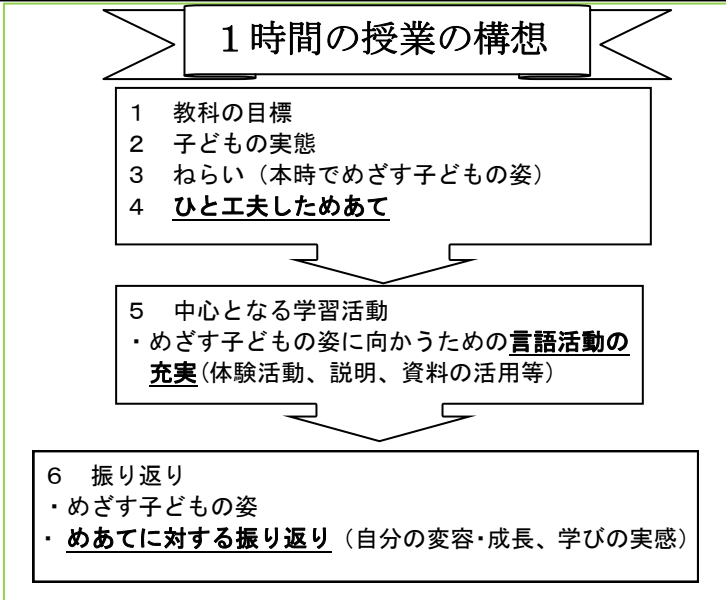 １時間の授業の構想
１　教科の目標
２　子どもの実態
３　ねらい（本時でめざす子どもの姿）
４　ひと工夫しためあて
５　中心となる学習活動
・めざす子どもの姿に向かうための言語活動の
充実(体験活動、説明、資料の活用等）
６　振り返り
・めざす子どもの姿
・めあてに対する振り返り（自分の変容・成長、学びの実感）